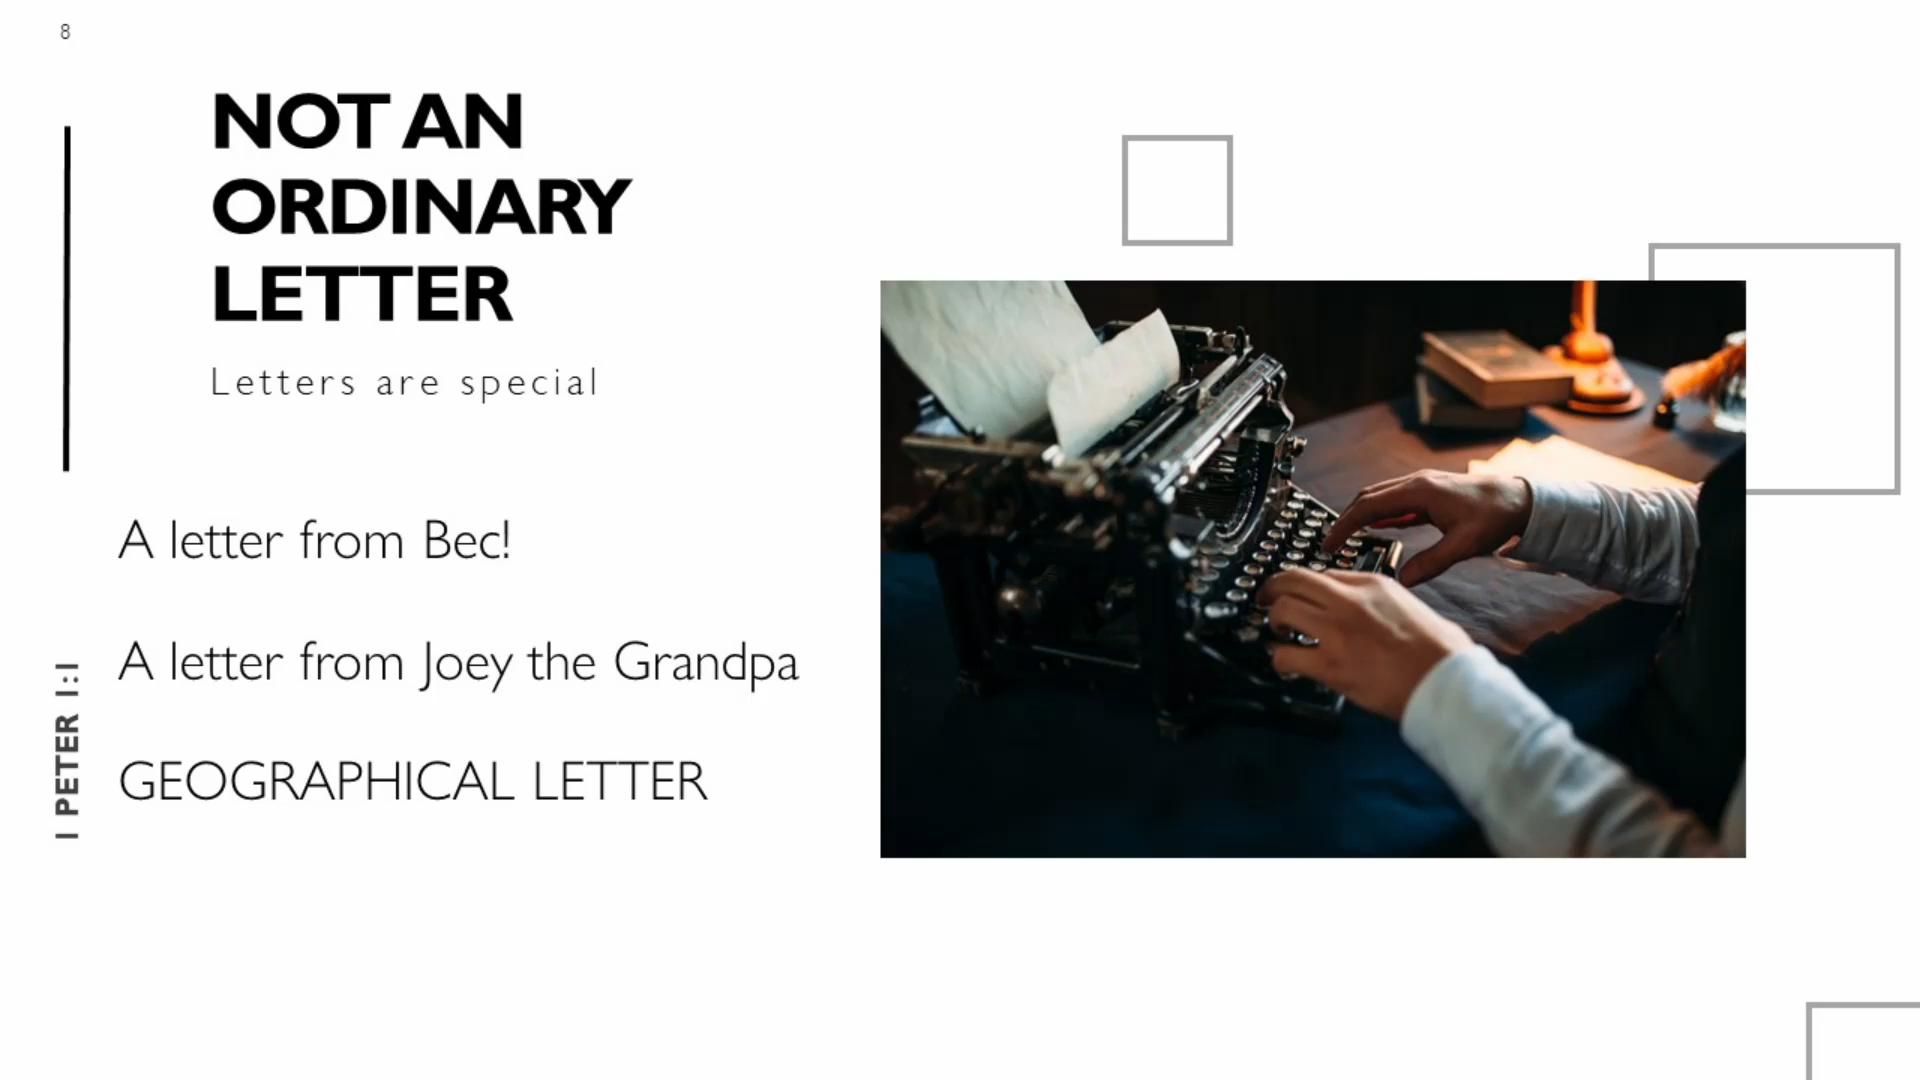 8
NOT AN
ORDINARY
LETTER
Letters are special
A letter from Bec!
A letter from Joey the Grandpa
GEOGRAPHICAL LETTER
I PETER 1:1